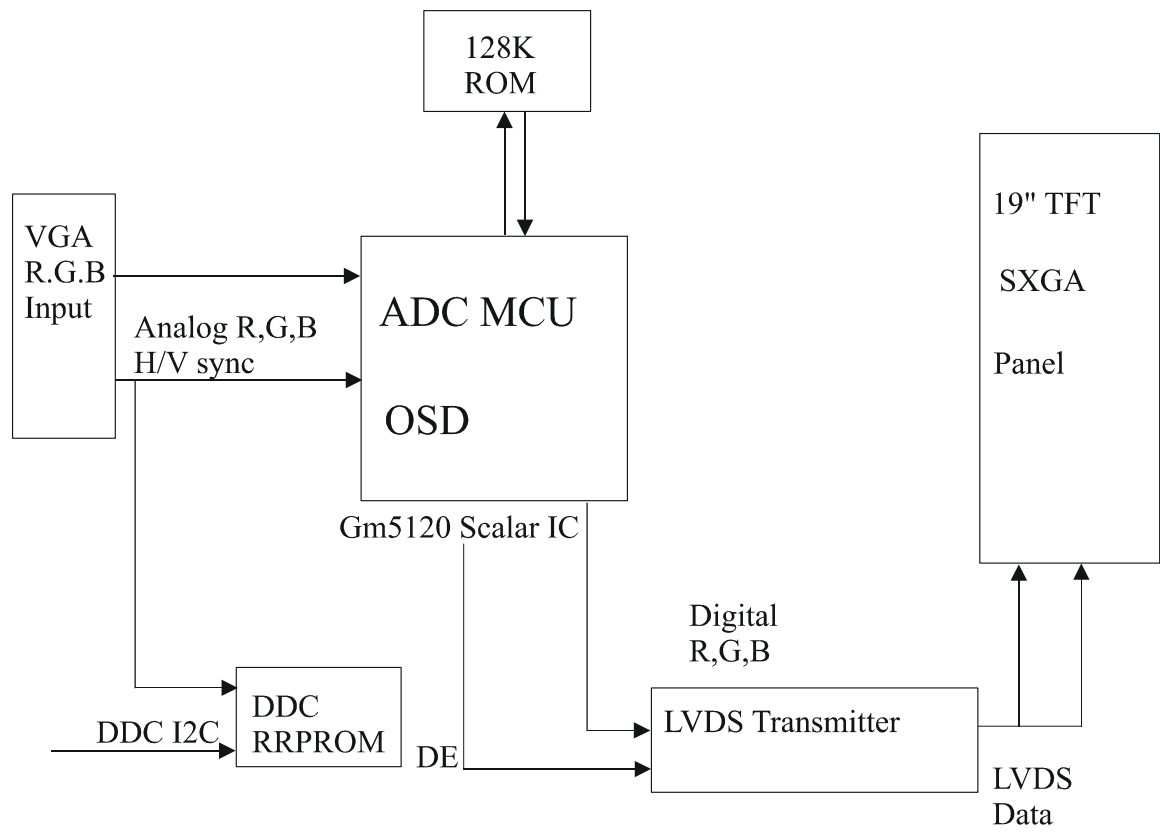 128K
ROM
VGA
R.G.B
Input
Analog R,G,B
H/V sync
ADC MCU
OSD
Gm5120 Scalar IC
19" TFT
SXGA
Panel
Digital
R,G,B
DDC
RRPROM
DDC I2C
DE
LVDS Transmitter
LVDS
Data